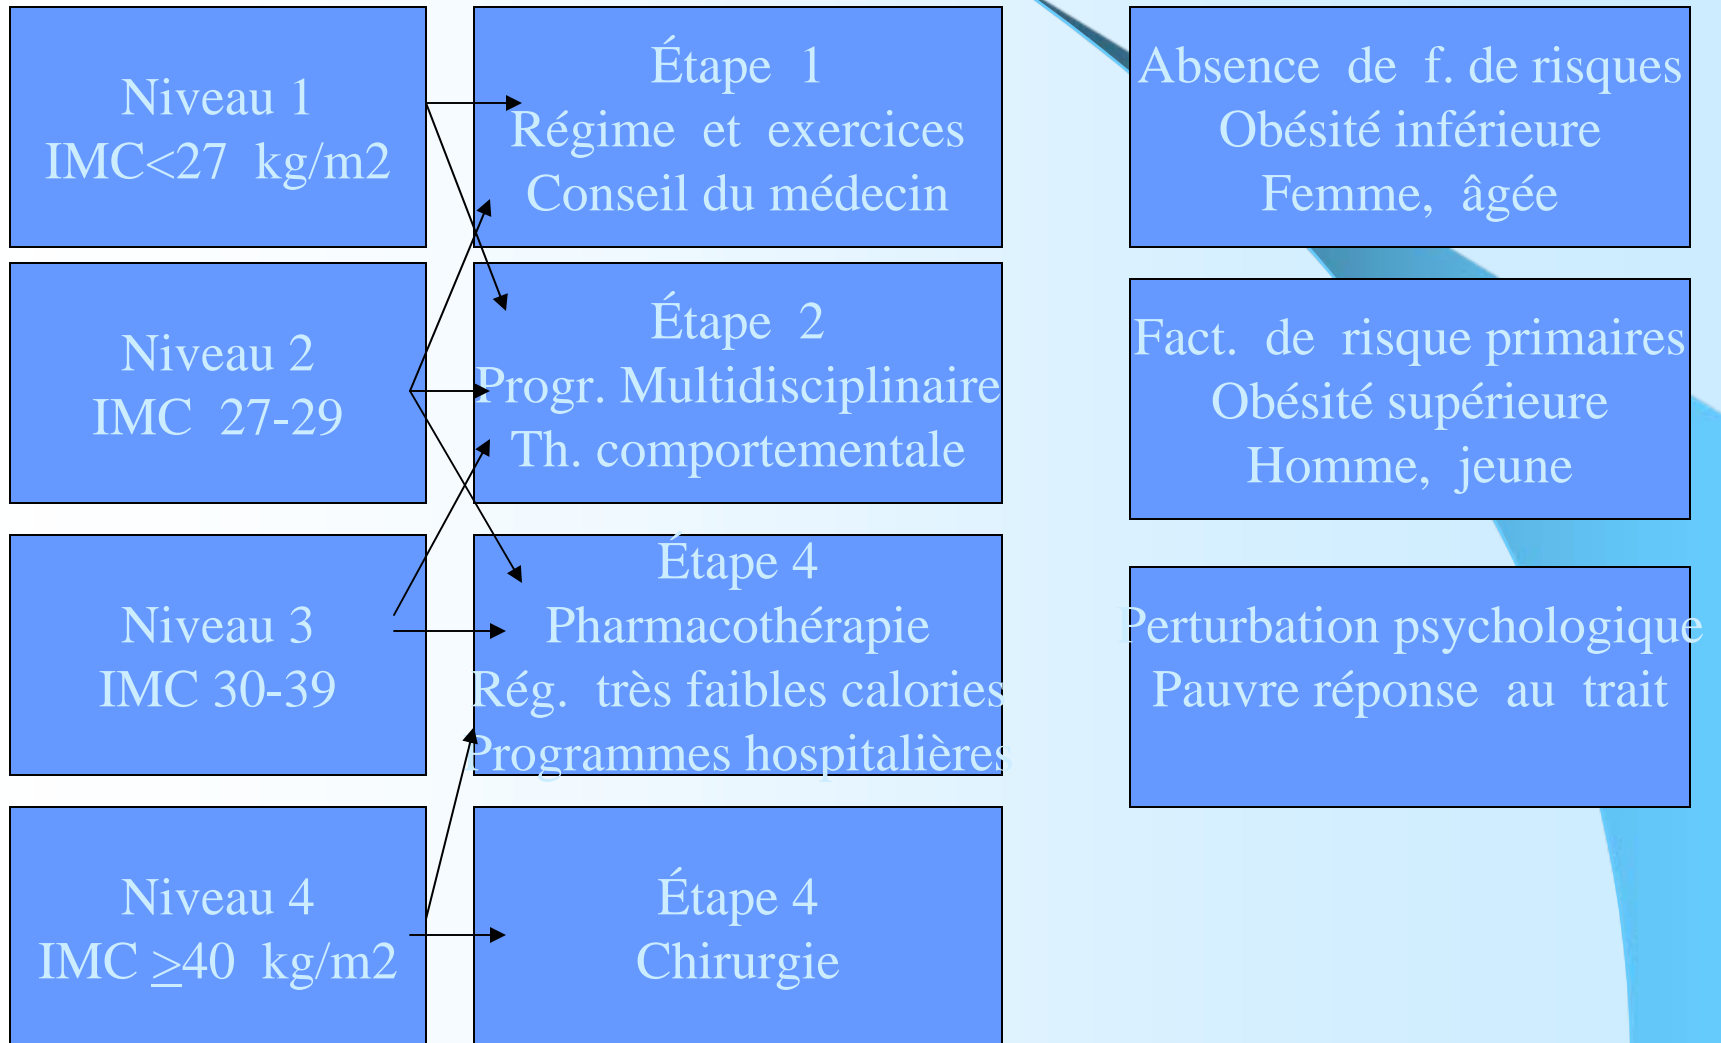 Niveau 1
IMC<27 kg/m2
Niveau 2
IMC 27-29
Niveau 3
IMC 30-39
Niveau 4
IMC ≥40 kg/m2
Étape 1
Régime et exercices
Conseil du médecin
Étape 2
Progr. Multidisciplinaire
Th. comportementale
Étape 4
Pharmacothérapie
Rég. très faibles calories
Programmes hospitalières
Étape 4
Chirurgie
Absence de f. de risques
Obésité inférieure
Femme, âgée
Fact. de risque primaires
Obésité supérieure
Homme, jeune
Perturbation psychologique
Pauvre réponse au trait